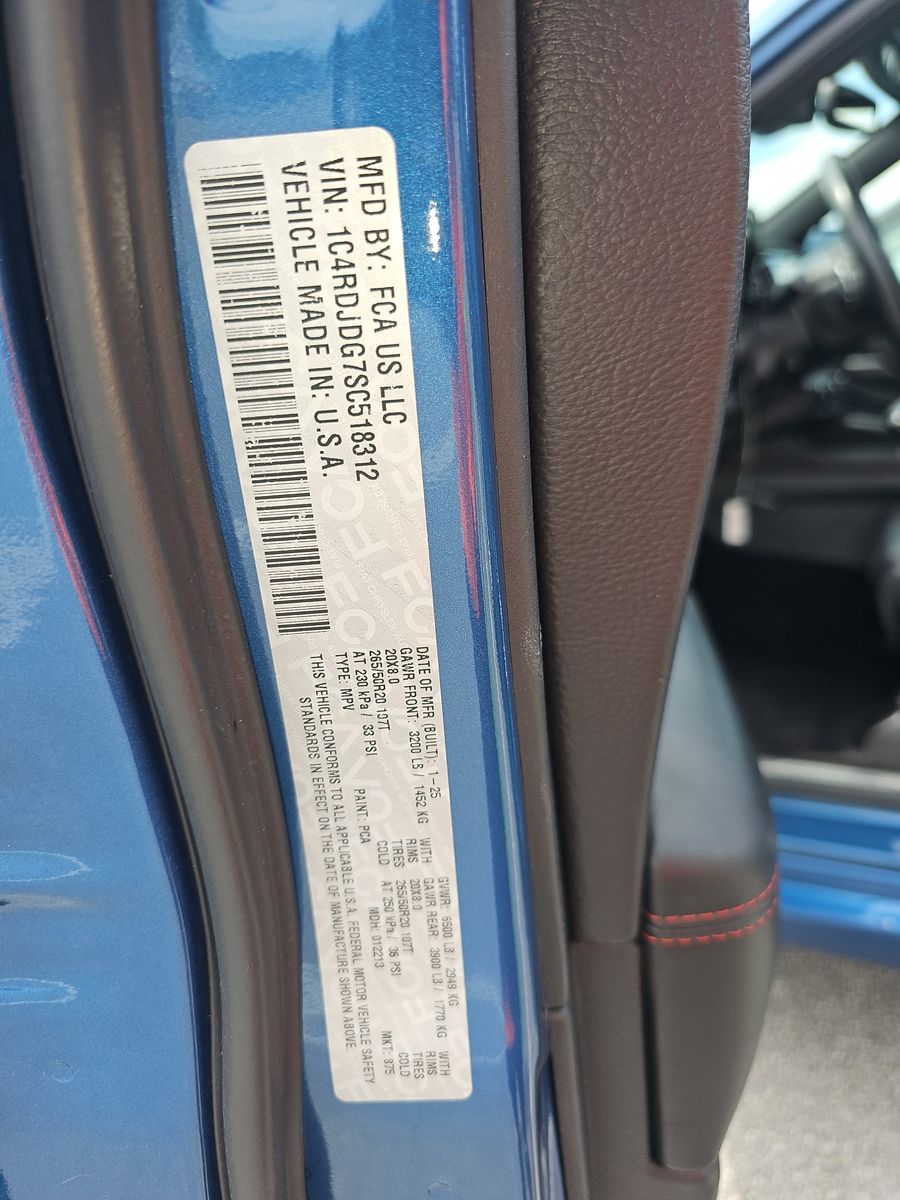 MFD BY: FCA US LLC
VIN: 1C4RDJDG7SC518312
VEHICLE MADE IN: U.S.A.
DATE OF MFR (BUILT): 1-25 GVWR: 6500 LB / 2949 KG
GAWR FRONT: 3200 LB / 1452 KG WITH GAWR REAR: 3900 LB / 1770 KG WITH
20X8.0 RIMS 20X8.0 RIMS
265/50R20 107T TIRES 265/50R20 107T TIRES
AT 230 kPa / 33 PSI COLD AT 250 kPa / 36 PSI COLD
TYPE: MPV PAINT: PCA MDH: 012213 MKT: 875
THIS VEHICLE CONFORMS TO ALL APPLICABLE U.S.A. FEDERAL MOTOR VEHICLE SAFETY
STANDARDS IN EFFECT ON THE DATE OF MANUFACTURE SHOWN ABOVE.